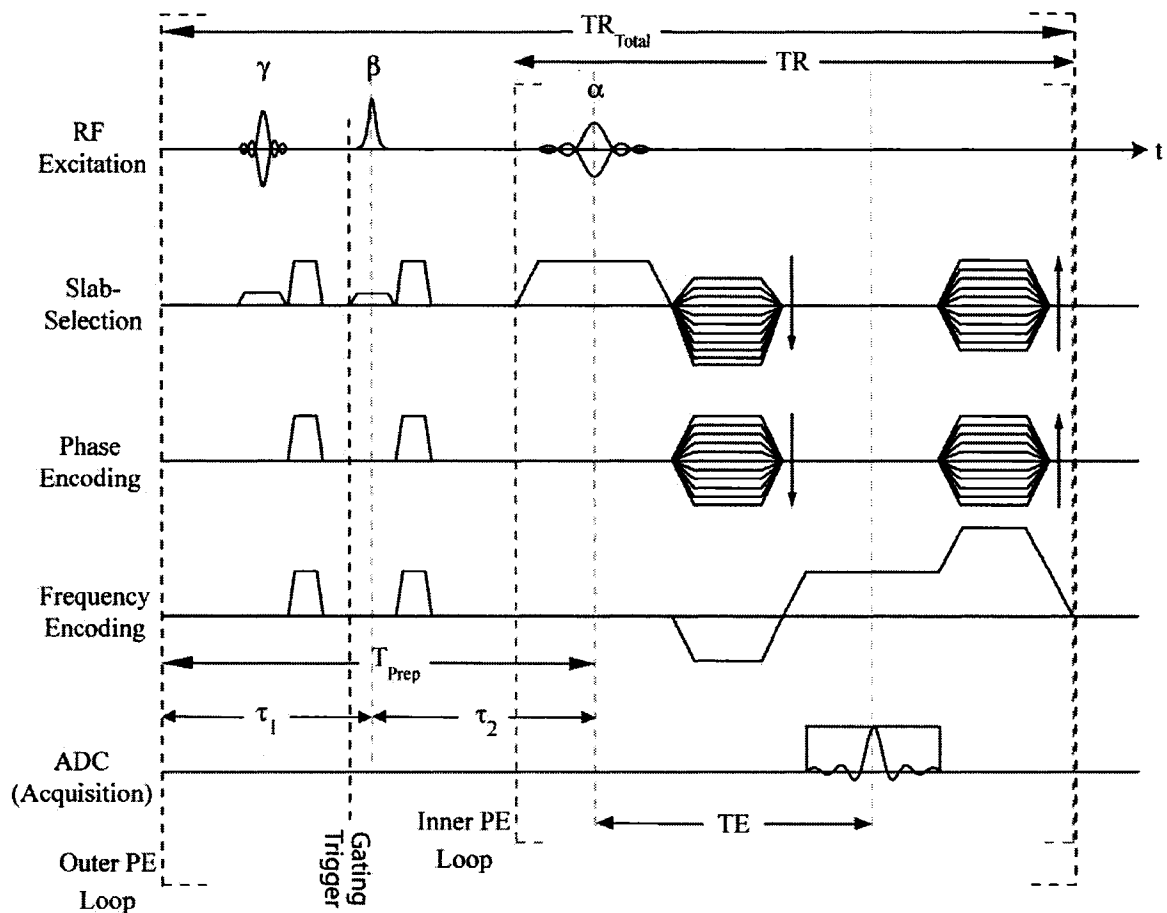 TR_Total
TR
γ
β
α
RF
Excitation
t
Slab-
Selection
Phase
Encoding
Frequency
Encoding
T_Prep
τ_1
τ_2
ADC
(Acquisition)
TE
Inner PE
Loop
Outer PE
Loop
Gating
Trigger